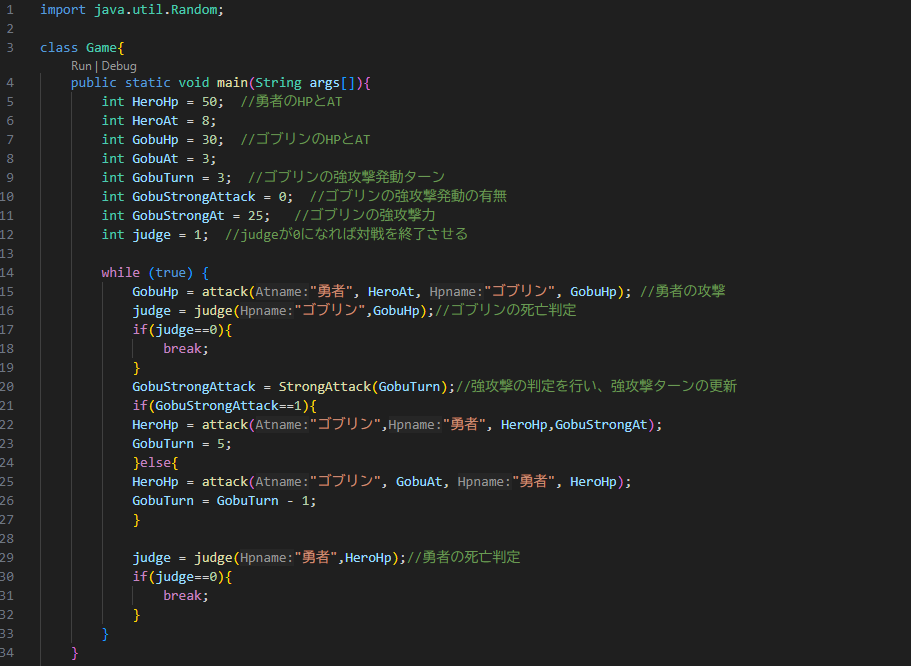 1 import java.util.Random;
2
3 class Game{
Run | Debug
4 public static void main(String args[]){
5 int HeroHp = 50; //勇者のHPとAT
6 int HeroAt = 8;
7 int GobuHp = 30; //ゴブリンのHPとAT
8 int GobuAt = 3;
9 int GobuTurn = 3; //ゴブリンの強攻撃発動ターン
10 int GobuStrongAttack = 0; //ゴブリンの強攻撃発動の有無
11 int GobuStrongAt = 25; //ゴブリンの強攻撃力
12 int judge = 1; //judgeが0になれば対戦を終了させる
13
14 while (true) {
15 GobuHp = attack(Atname:"勇者", HeroAt, Hpname:"ゴブリン", GobuHp); //勇者の攻撃
16 judge = judge(Hpname:"ゴブリン",GobuHp);//ゴブリンの死亡判定
17 if(judge==0){
18 break;
19 }
20 GobuStrongAttack = StrongAttack(GobuTurn);//強攻撃の判定を行い、強攻撃ターンの更新
21 if(GobuStrongAttack==1){
22 HeroHp = attack(Atname:"ゴブリン",Hpname:"勇者", HeroHp,GobuStrongAt);
23 GobuTurn = 5;
24 }else{
25 HeroHp = attack(Atname:"ゴブリン", GobuAt, Hpname:"勇者", HeroHp);
26 GobuTurn = GobuTurn - 1;
27 }
28
29 judge = judge(Hpname:"勇者",HeroHp);//勇者の死亡判定
30 if(judge==0){
31 break;
32 }
33 }
34 }